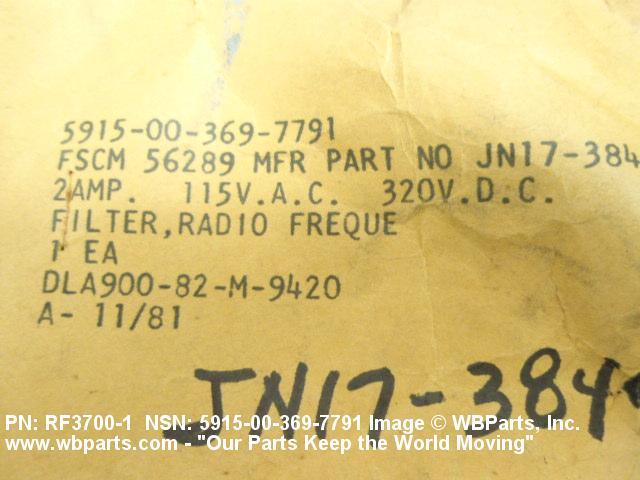 5915-00-369-7791
FSCM 56289 MFR PART NO JN17-384
2AMP. 115V.A.C. 320V.D.C.
FILTER,RADIO FREQUE
1 EA
DLA900-82-M-9420
A- 11/81
JN17-384
PN: RF3700-1 NSN: 5915-00-369-7791 Image © WBParts, Inc.
www.wbparts.com - "Our Parts Keep the World Moving"